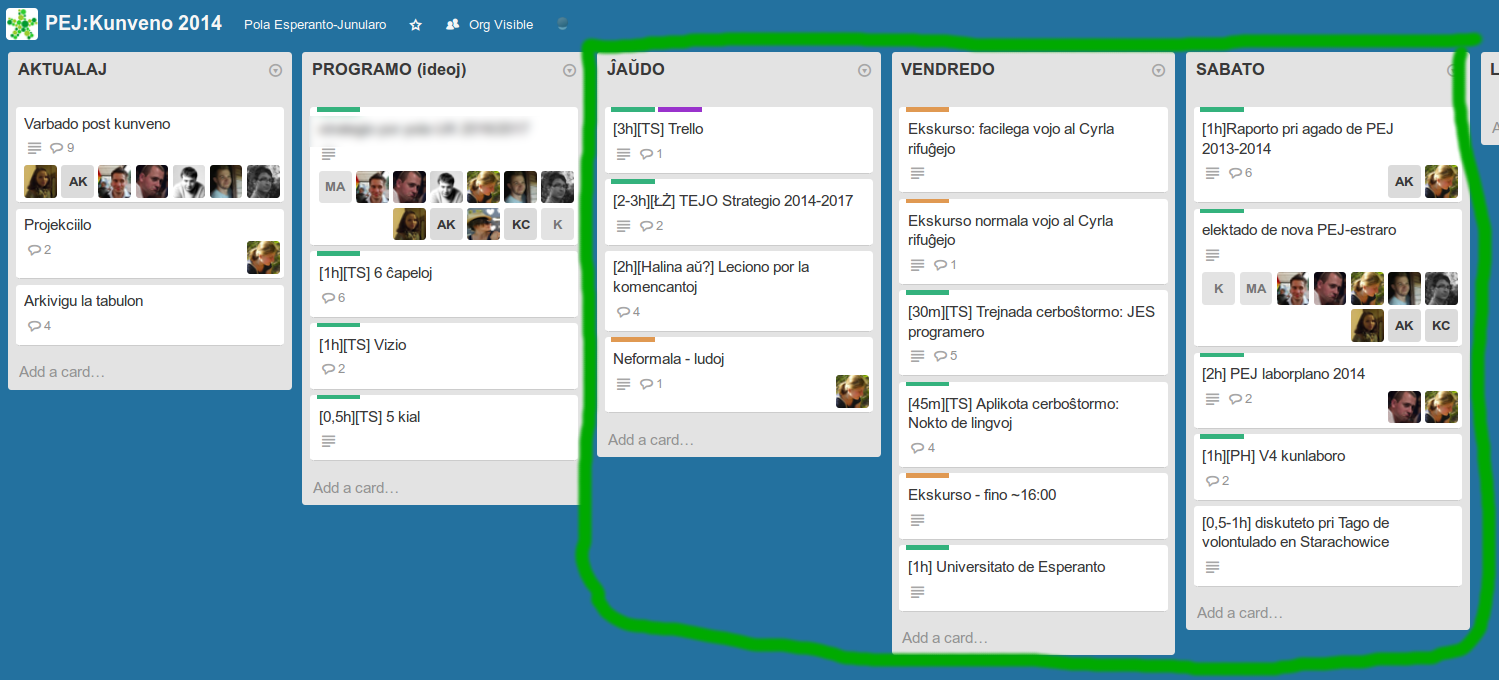 PEJ:Kunveno 2014
Pola Esperanto-Junularo
Org Visible
AKTUALAJ
Varbado post kunveno
9
AK
Projekciilo
2
Arkivigu la tabulon
4
Add a card…
PROGRAMO (ideoj)
MA
AK
KC
K
[1h][TS] 6 ĉapeloj
6
[1h][TS] Vizio
2
[0,5h][TS] 5 kial
Add a card…
ĴAŬDO
[3h][TS] Trello
1
[2-3h][ŁŻ] TEJO Strategio 2014-2017
2
[2h][Halina aŭ?] Leciono por la
komencantoj
4
Neformala - ludoj
1
Add a card…
VENDREDO
Ekskurso: facilega vojo al Cyrla
rifuĝejo
Ekskurso normala vojo al Cyrla
rifuĝejo
1
[30m][TS] Trejnada cerboŝtormo: JES
programero
5
[45m][TS] Aplikota cerboŝtormo:
Nokto de lingvoj
4
Ekskurso - fino ~16:00
[1h] Universitato de Esperanto
Add a card…
SABATO
[1h]Raporto pri agado de PEJ
2013-2014
6
AK
elektado de nova PEJ-estraro
K
MA
AK
KC
[2h] PEJ laborplano 2014
2
[1h][PH] V4 kunlaboro
2
[0,5-1h] diskuteto pri Tago de
volontulado en Starachowice
Add a card…